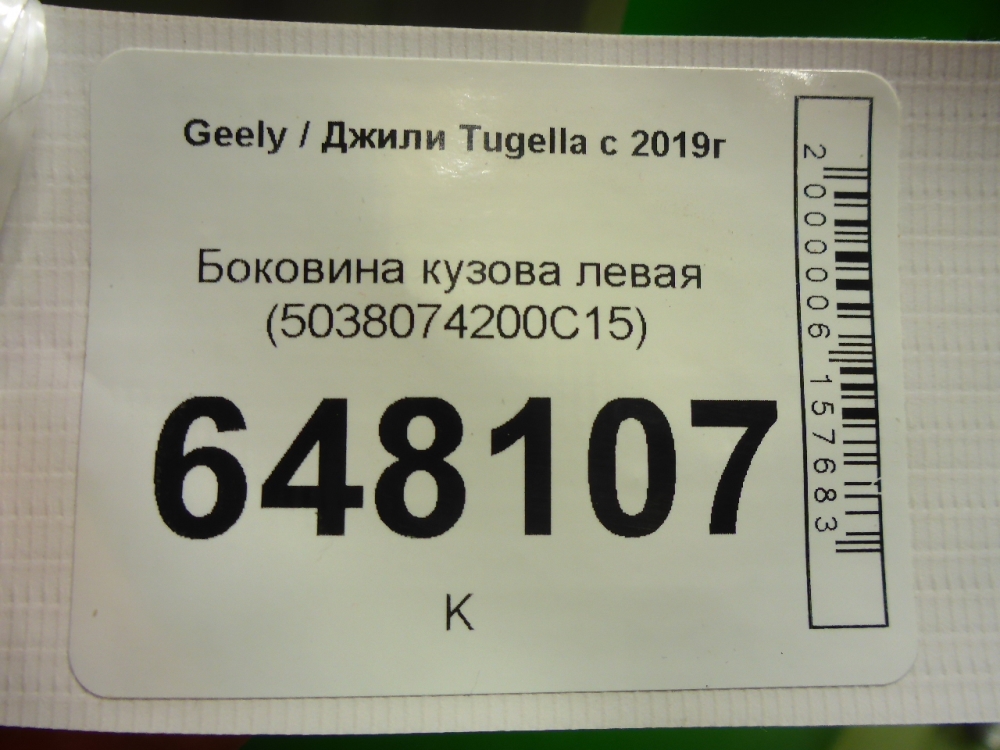 Geely / Джили Tugella с 2019г
Боковина кузова левая
(5038074200C15)
648107
К
2000006157683